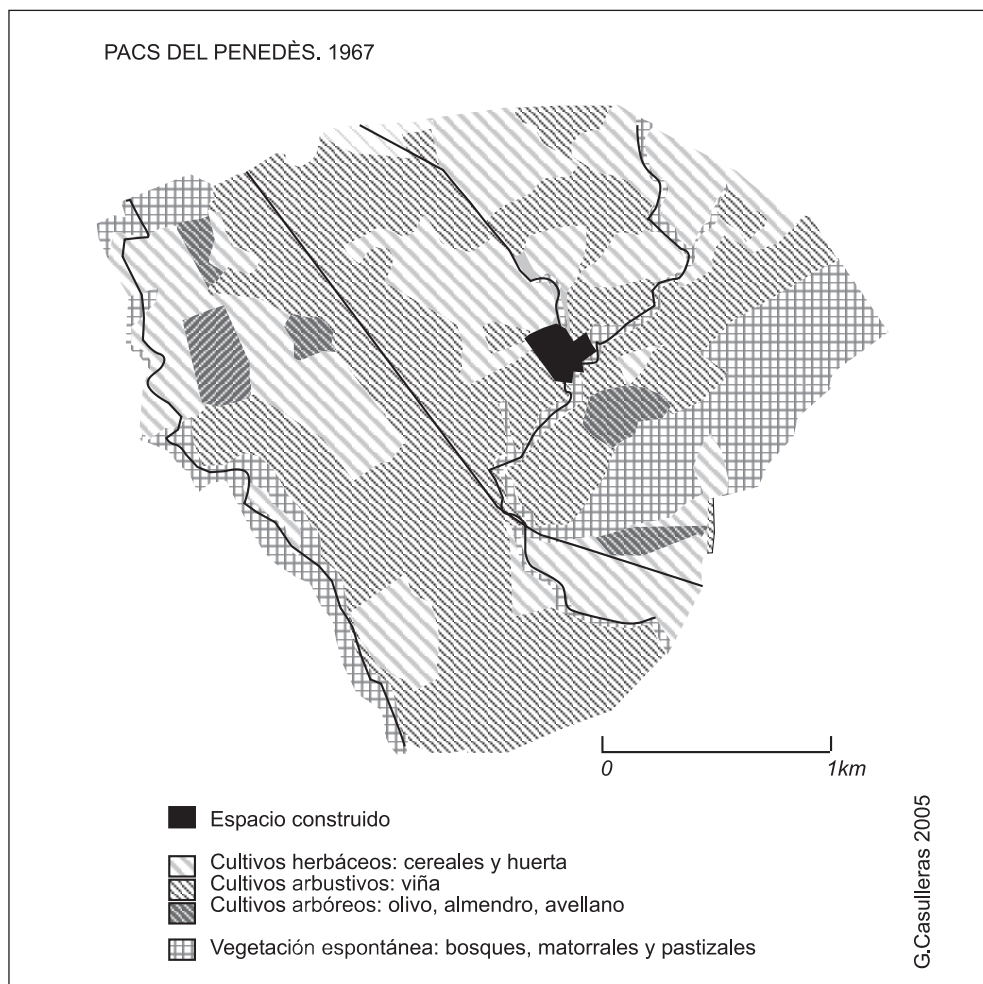 PACS DEL PENEDÈS. 1967
0 1km
Espacio construido
Cultivos herbáceos: cereales y huerta
Cultivos arbustivos: viña
Cultivos arbóreos: olivo, almendro, avellano
Vegetación espontánea: bosques, matorrales y pastizales
G.Casulleras 2005